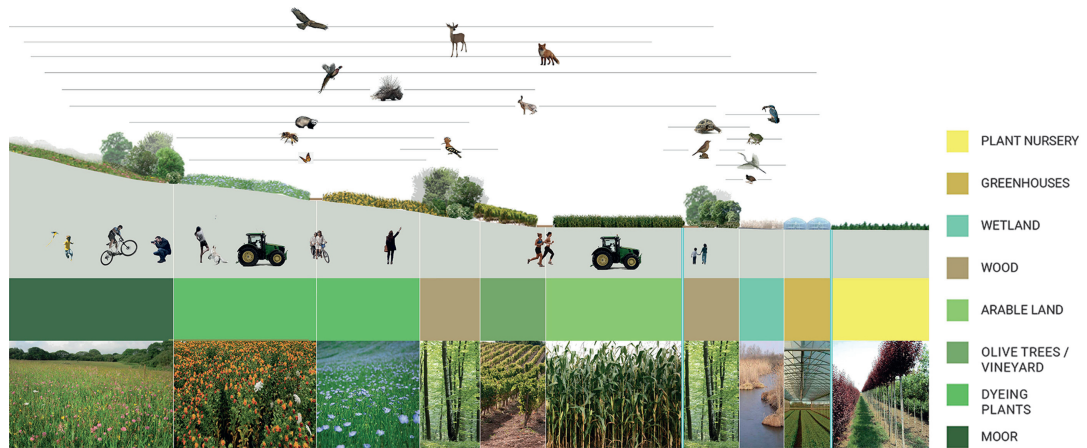 PLANT NURSERY
GREENHOUSES
WETLAND
WOOD
ARABLE LAND
OLIVE TREES /
VINEYARD
DYEING
PLANTS
MOOR